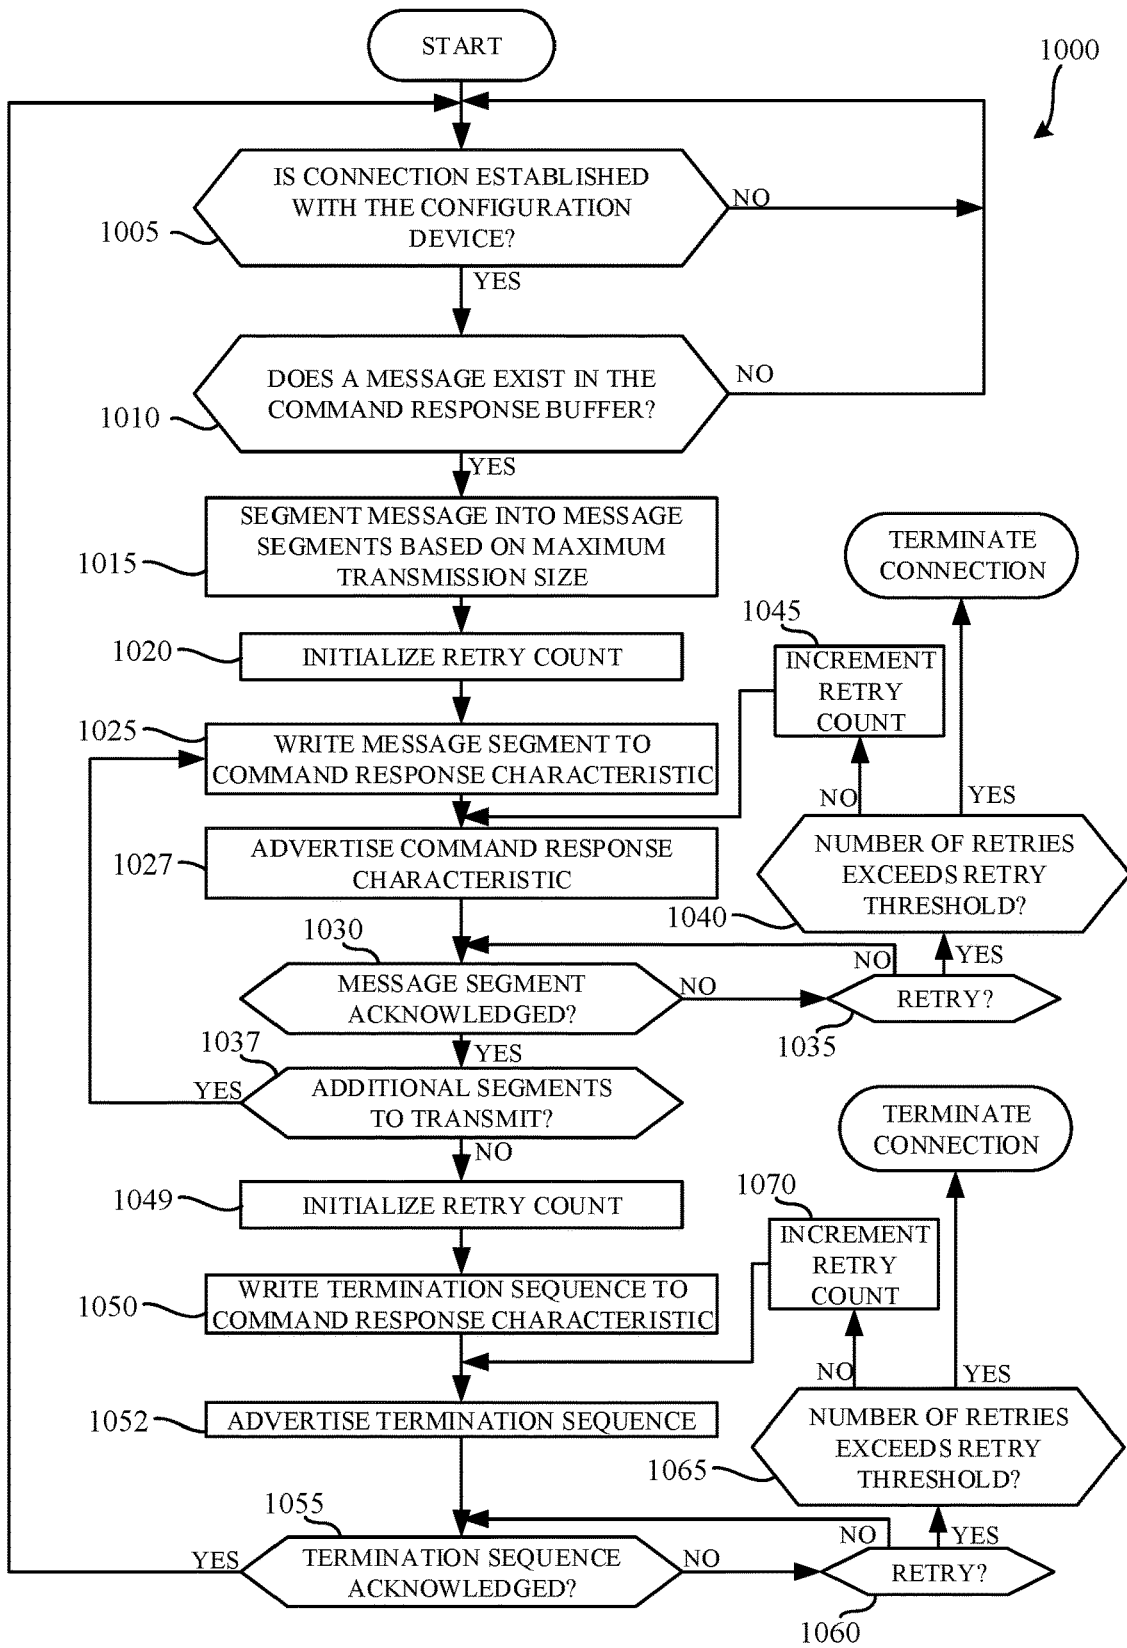 START
1000
IS CONNECTION ESTABLISHED
WITH THE CONFIGURATION
DEVICE?
NO
1005
YES
DOES A MESSAGE EXIST IN THE
COMMAND RESPONSE BUFFER?
NO
1010
YES
SEGMENT MESSAGE INTO MESSAGE
SEGMENTS BASED ON MAXIMUM
TRANSMISSION SIZE
1015
TERMINATE
CONNECTION
1020
INITIALIZE RETRY COUNT
1045
INCREMENT
RETRY
COUNT
1025
WRITE MESSAGE SEGMENT TO
COMMAND RESPONSE CHARACTERISTIC
NO
YES
1027
ADVERTISE COMMAND RESPONSE
CHARACTERISTIC
NUMBER OF RETRIES
EXCEEDS RETRY
THRESHOLD?
1040
1030
NO
YES
MESSAGE SEGMENT
ACKNOWLEDGED?
NO
RETRY?
1035
1037
YES
YES
ADDITIONAL SEGMENTS
TO TRANSMIT?
NO
TERMINATE
CONNECTION
1049
INITIALIZE RETRY COUNT
1070
INCREMENT
RETRY
COUNT
1050
WRITE TERMINATION SEQUENCE TO
COMMAND RESPONSE CHARACTERISTIC
NO
YES
1052
ADVERTISE TERMINATION SEQUENCE
NUMBER OF RETRIES
EXCEEDS RETRY
THRESHOLD?
1065
1055
NO
YES
YES
TERMINATION SEQUENCE
ACKNOWLEDGED?
NO
RETRY?
1060